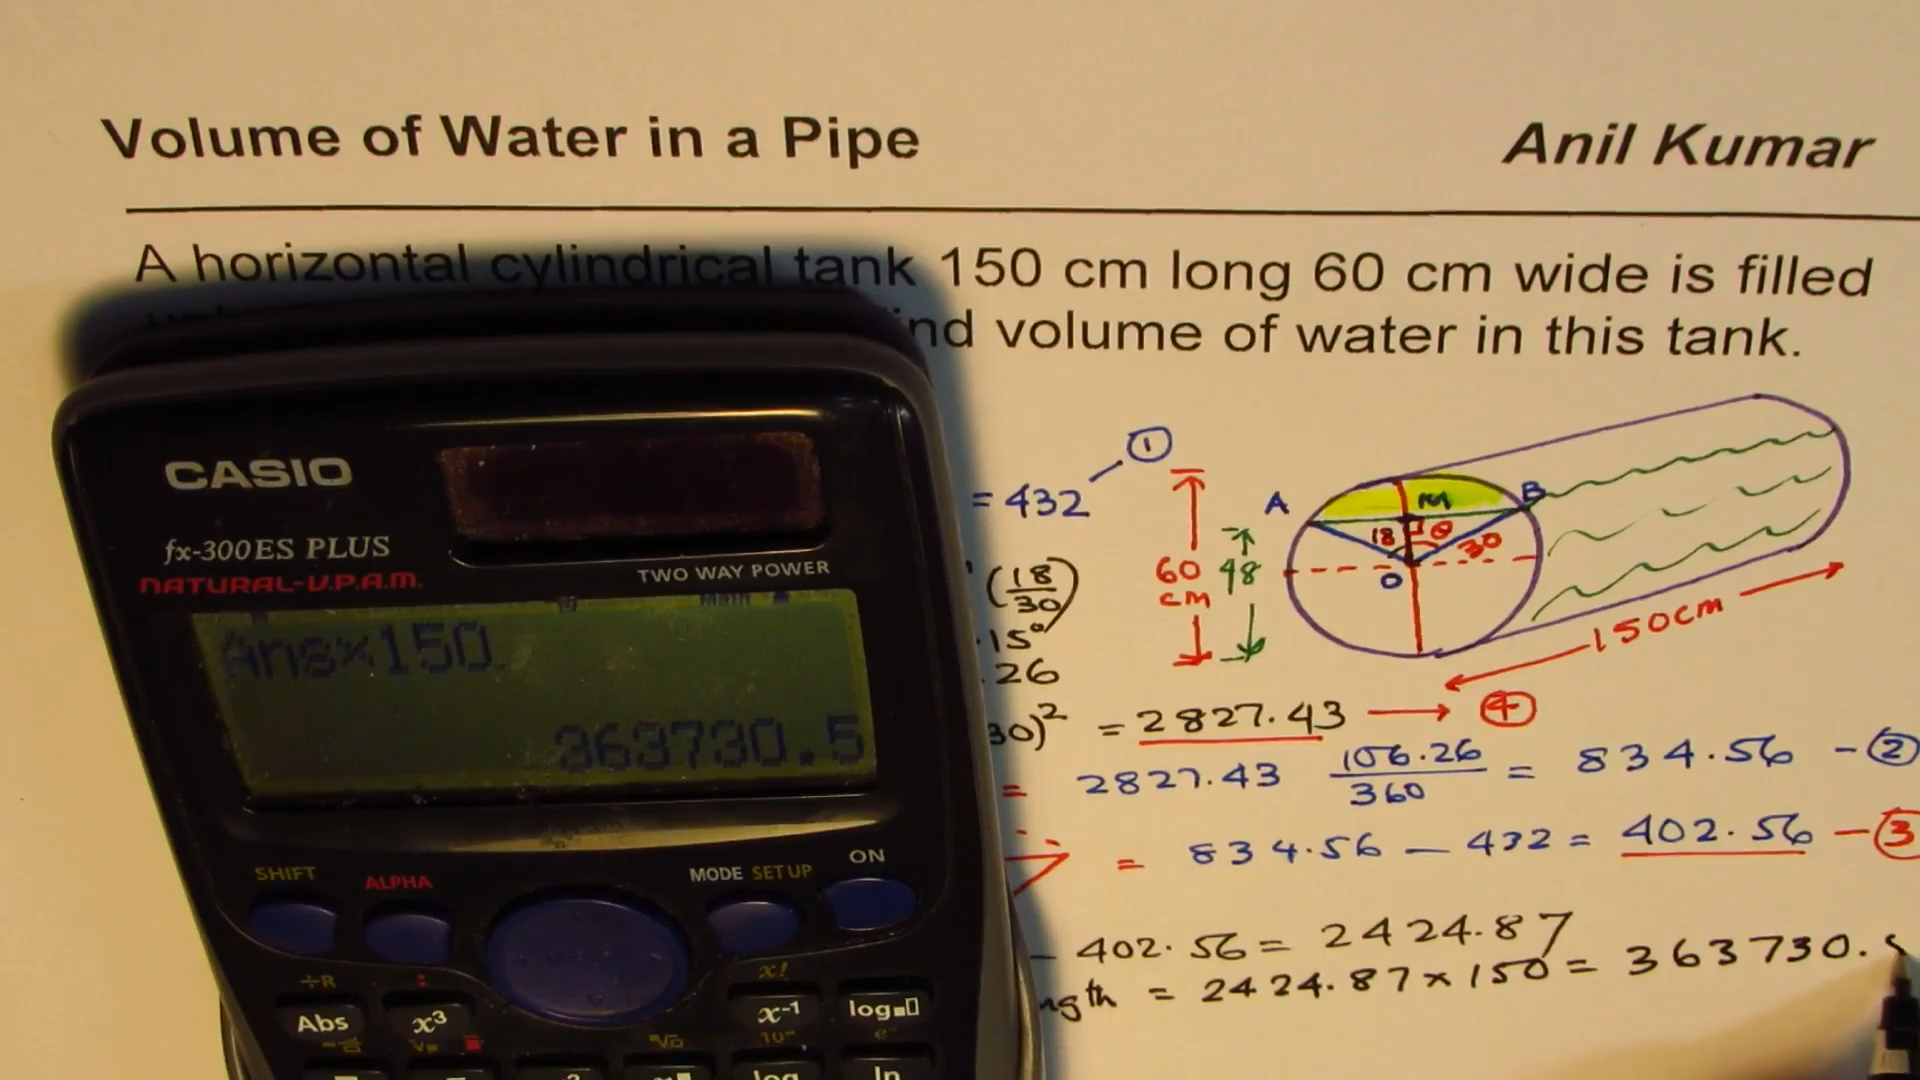 Volume of Water in a Pipe
Anil Kumar
A horizontal cylindrical tank 150 cm long 60 cm wide is filled
ind volume of water in this tank.
CASIO
fx-300ES PLUS
NATURAL-V.P.A.M.
TWO WAY POWER
Math
Ans×150
363730.5
SHIFT
ALPHA
MODE SETUP
ON
÷R
:
x!
Abs
x³
x⁻¹
log
log
ln
= 432
1
(18/30)
.15°
.26
A
M
B
18
θ
30
O
60 cm
48
150cm
30)² = 2827.43 → 4
= 2827.43 106.26/360 = 834.56 - 2
= 834.56 - 432 = 402.56 - 3
- 402.56 = 2424.87
ngth = 2424.87 × 150 = 363730.